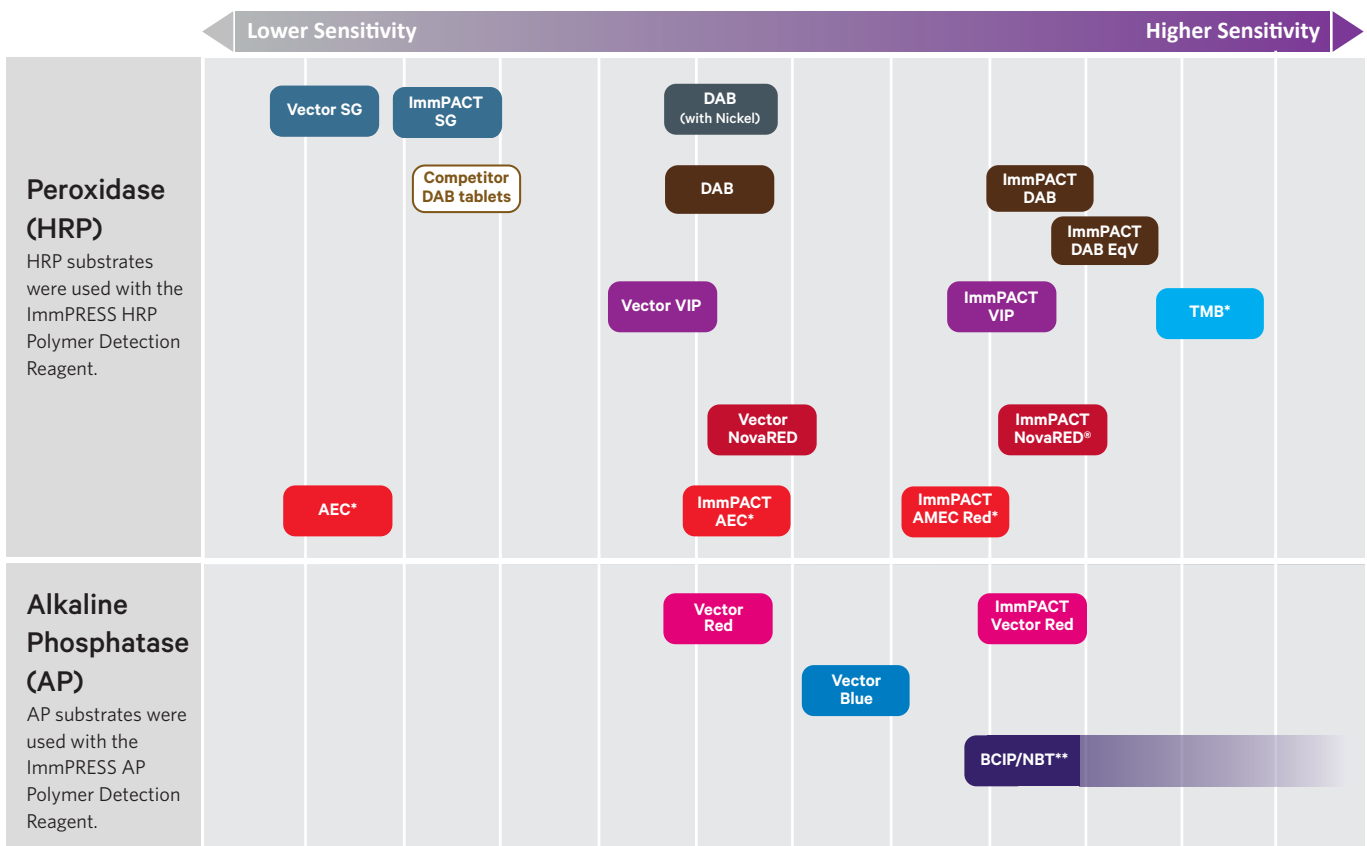 Lower Sensitivity
Higher Sensitivity
Peroxidase
(HRP)
HRP substrates
were used with the
ImmPRESS HRP
Polymer Detection
Reagent.
Vector SG
ImmPACT
SG
DAB
(with Nickel)
Competitor
DAB tablets
DAB
ImmPACT
DAB
ImmPACT
DAB EqV
Vector VIP
ImmPACT
VIP
TMB*
Vector
NovaRED
ImmPACT
NovaRED®
AEC*
ImmPACT
AEC*
ImmPACT
AMEC Red*
Alkaline
Phosphatase
(AP)
AP substrates were
used with the
ImmPRESS AP
Polymer Detection
Reagent.
Vector
Red
ImmPACT
Vector Red
Vector
Blue
BCIP/NBT**